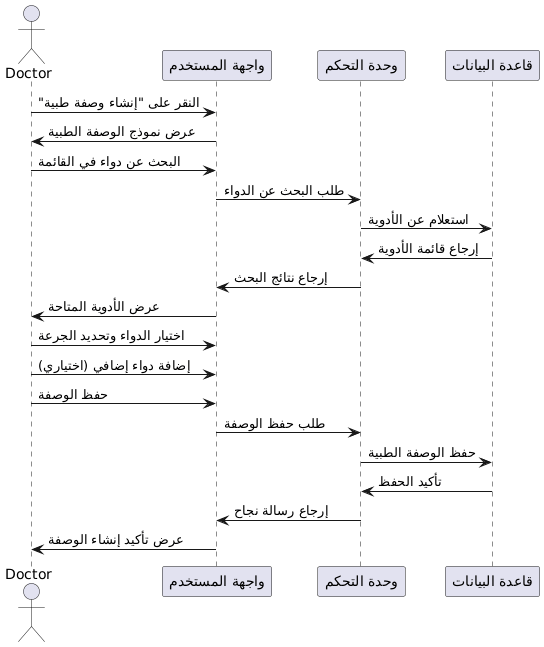 Doctor
واجهة المستخدم
وحدة التحكم
قاعدة البيانات
النقر على "إنشاء وصفة طبية"
عرض نموذج الوصفة الطبية
البحث عن دواء في القائمة
طلب البحث عن الدواء
استعلام عن الأدوية
إرجاع قائمة الأدوية
إرجاع نتائج البحث
عرض الأدوية المتاحة
اختيار الدواء وتحديد الجرعة
إضافة دواء إضافي (اختياري)
حفظ الوصفة
طلب حفظ الوصفة
حفظ الوصفة الطبية
تأكيد الحفظ
إرجاع رسالة نجاح
عرض تأكيد إنشاء الوصفة
Doctor
واجهة المستخدم
وحدة التحكم
قاعدة البيانات